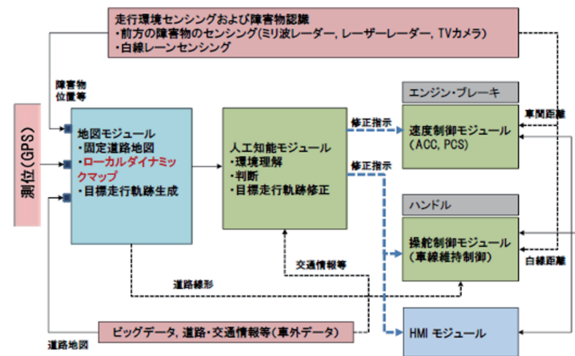 走行環境センシングおよび障害物認識
・前方の障害物のセンシング(ミリ波レーダー, レーザーレーダー, TVカメラ)
・白線レーンセンシング
障害物
位置等
エンジン・ブレーキ
測位(GPS)
地図モジュール
・固定道路地図
・ローカルダイナミッ
クマップ
・目標走行軌跡生成
人工知能モジュール
・環境理解
・判断
・目標走行軌跡修正
修正指示
修正指示
速度制御モジュール
(ACC, PCS)
車間距離
ハンドル
操舵制御モジュール
(車線維持制御)
白線距離
交通情報等
道路線形
道路地図
ビッグデータ, 道路・交通情報等(車外データ)
HMI モジュール